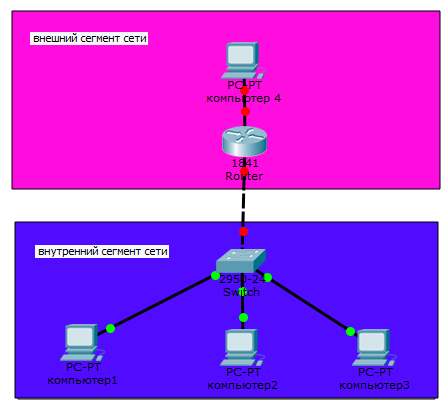 внешний сегмент сети
PC-PT
компьютер 4
1841
Router
внутренний сегмент сети
2950-24
Switch
PC-PT
компьютер1
PC-PT
компьютер2
PC-PT
компьютер3